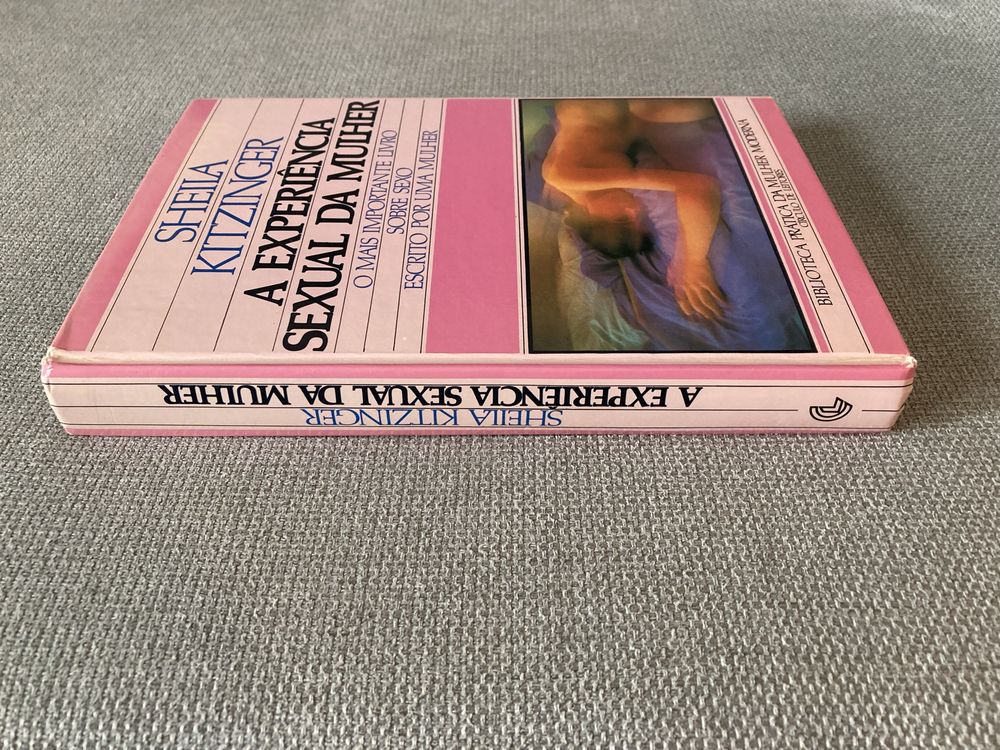 SHEILA
KITZINGER
A EXPERIÊNCIA
SEXUAL DA MULHER
O MAIS IMPORTANTE LIVRO
SOBRE SEXO
ESCRITO POR UMA MULHER
BIBLIOTECA PRÁTICA DA MULHER MODERNA
CÍRCULO DE LEITORES
SHEILA KITZINGER
A EXPERIÊNCIA SEXUAL DA MULHER